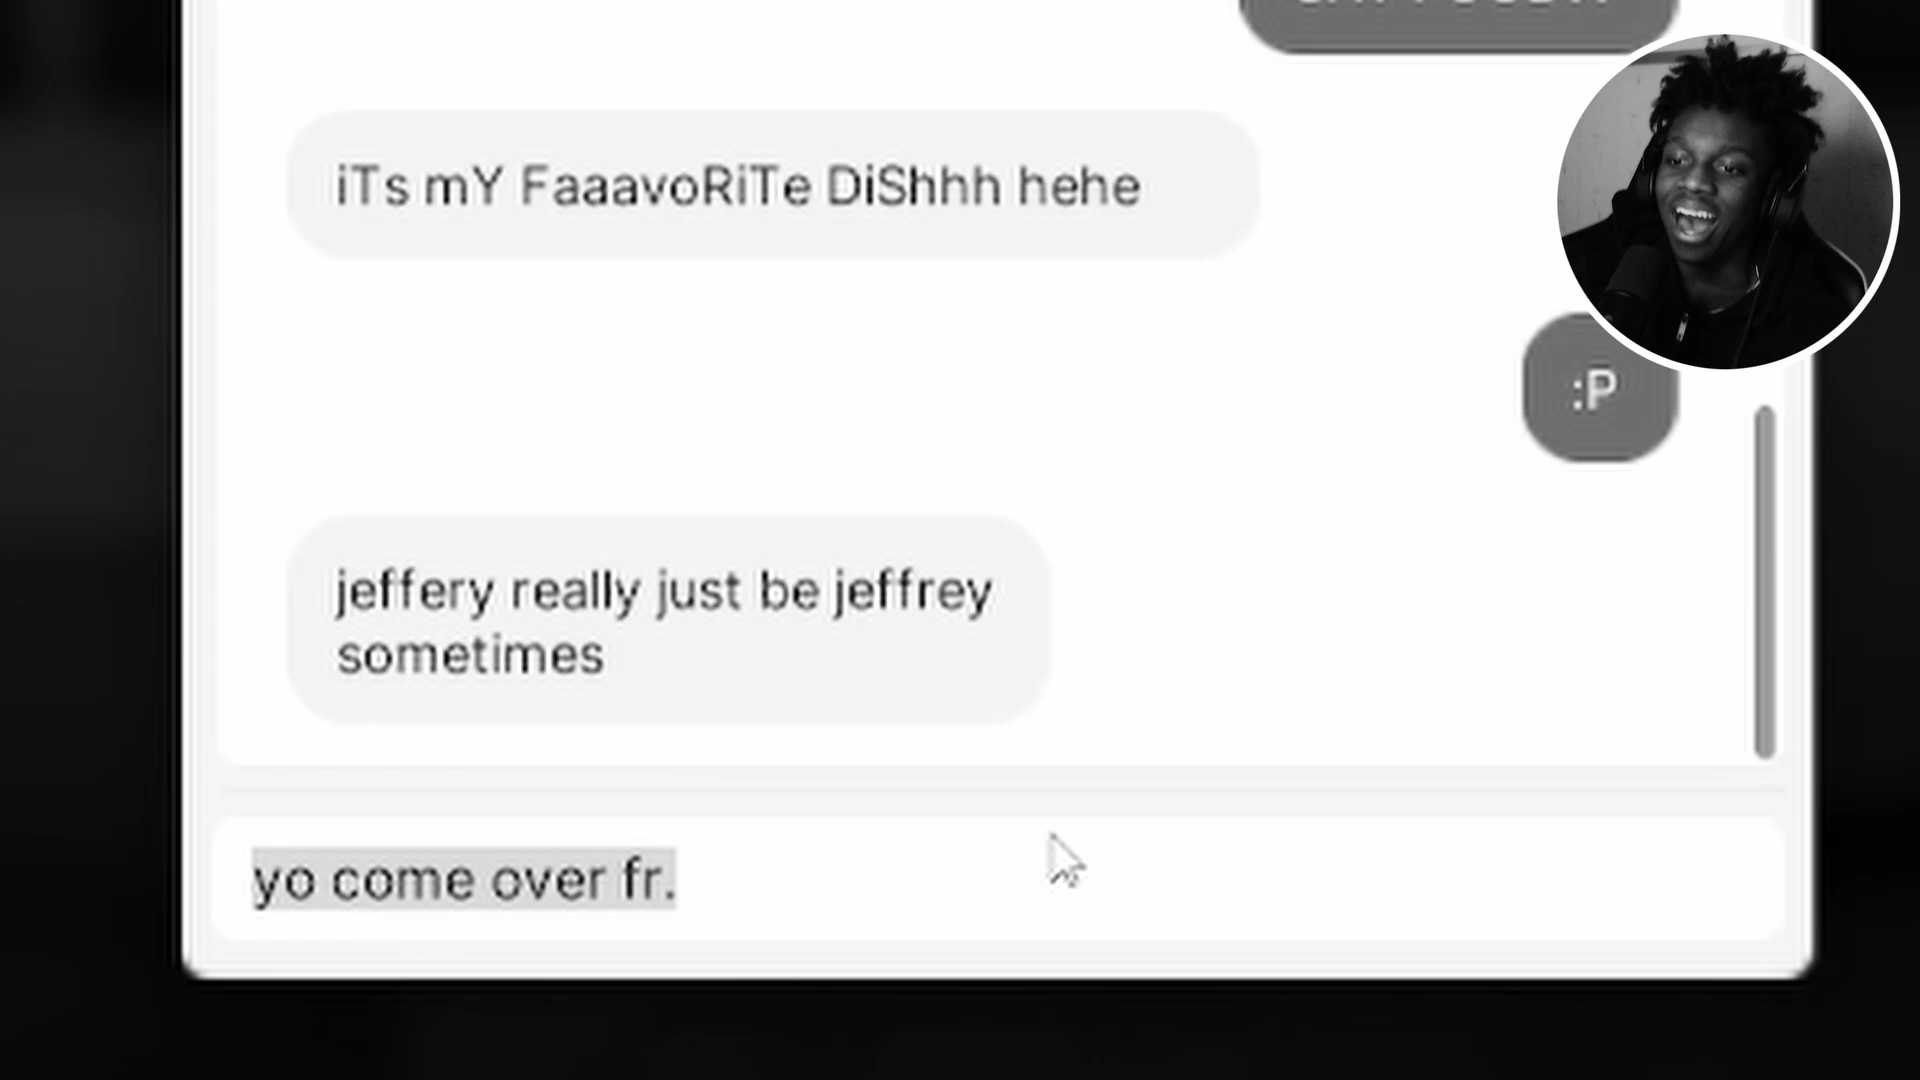 iTs mY FaaavoRiTe DiShhh hehe
:P
jeffery really just be jeffrey
sometimes
yo come over fr.